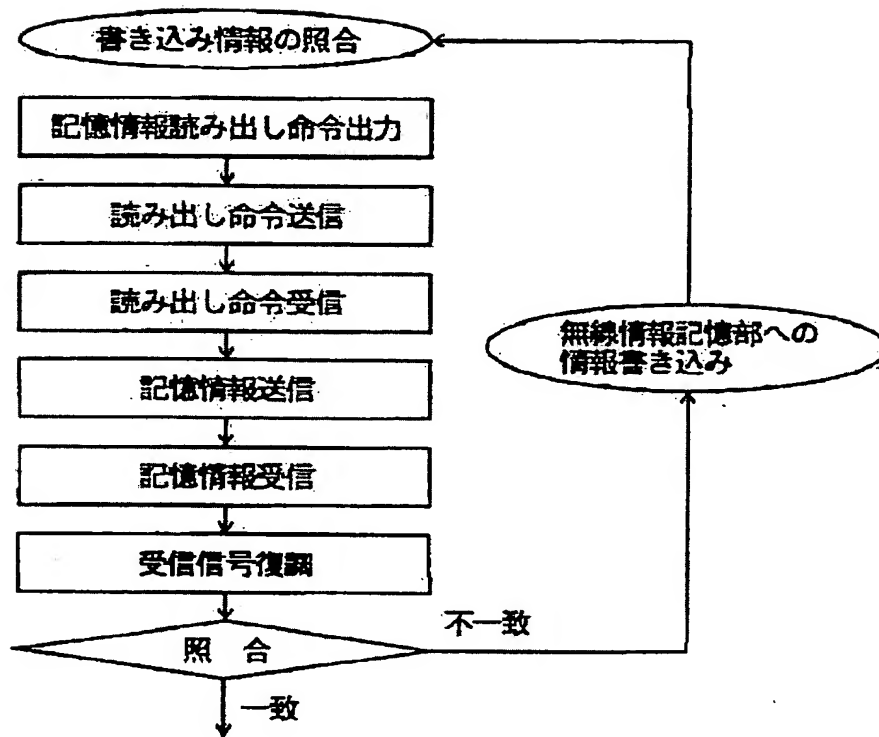 書き込み情報の照合
記憶情報読み出し命令出力
読み出し命令送信
読み出し命令受信
記憶情報送信
記憶情報受信
受信信号復調
照 合
不一致
一致
無線情報記憶部への
情報書き込み